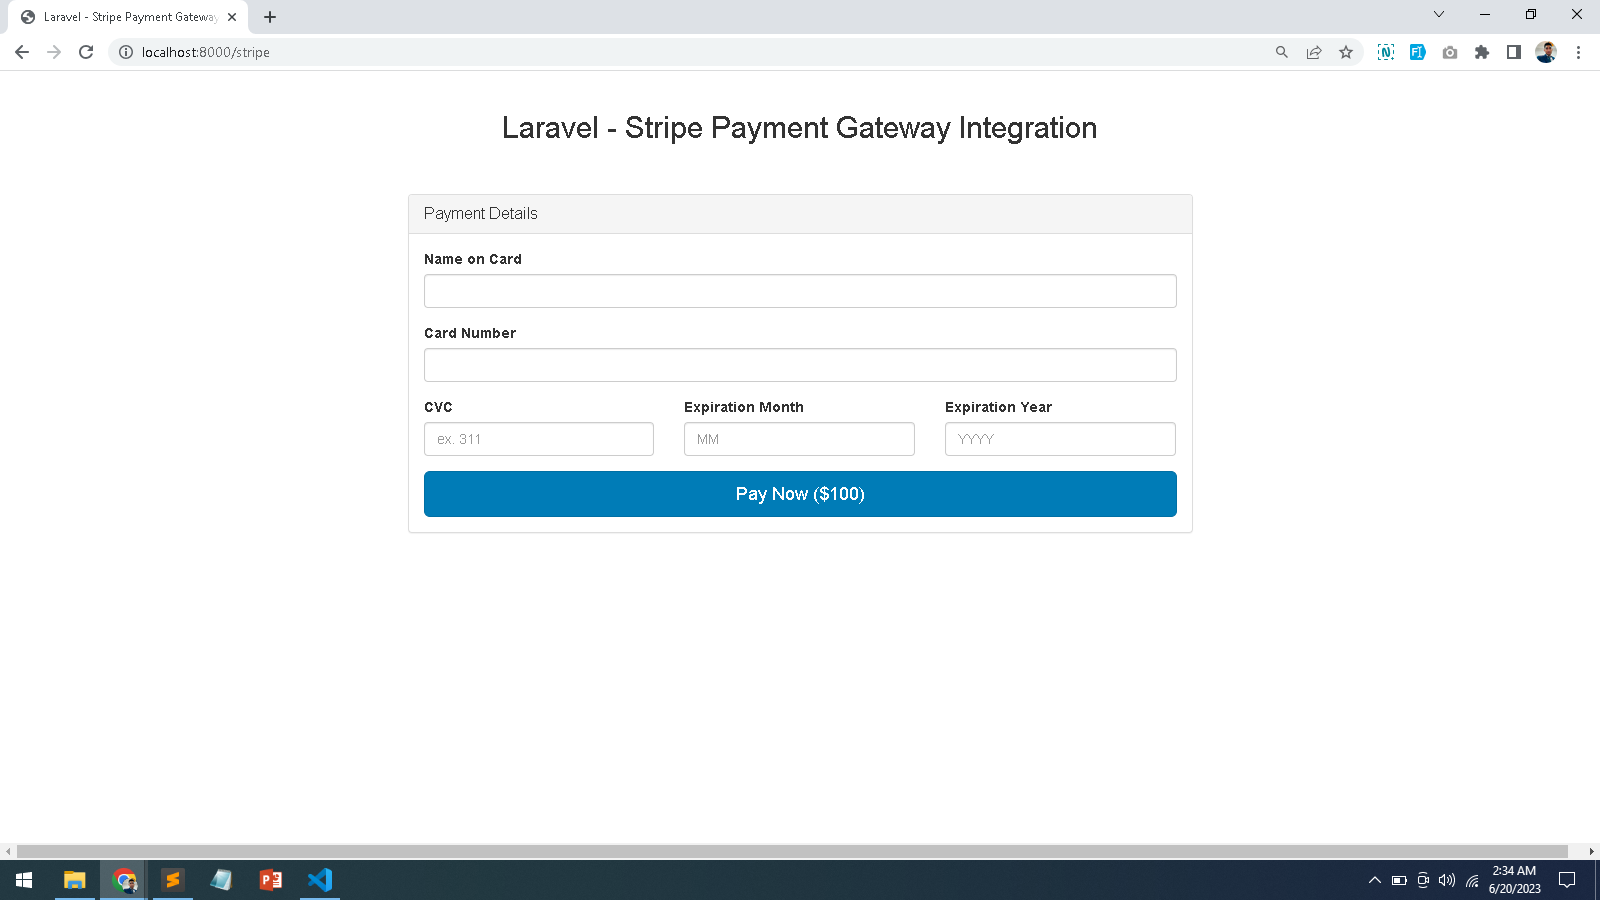 Laravel - Stripe Payment Gateway
localhost:8000/stripe
Laravel - Stripe Payment Gateway Integration
Payment Details
Name on Card
Card Number
CVC Expiration Month Expiration Year
ex. 311 MM YYYY
Pay Now ($100)
2:34 AM
6/20/2023